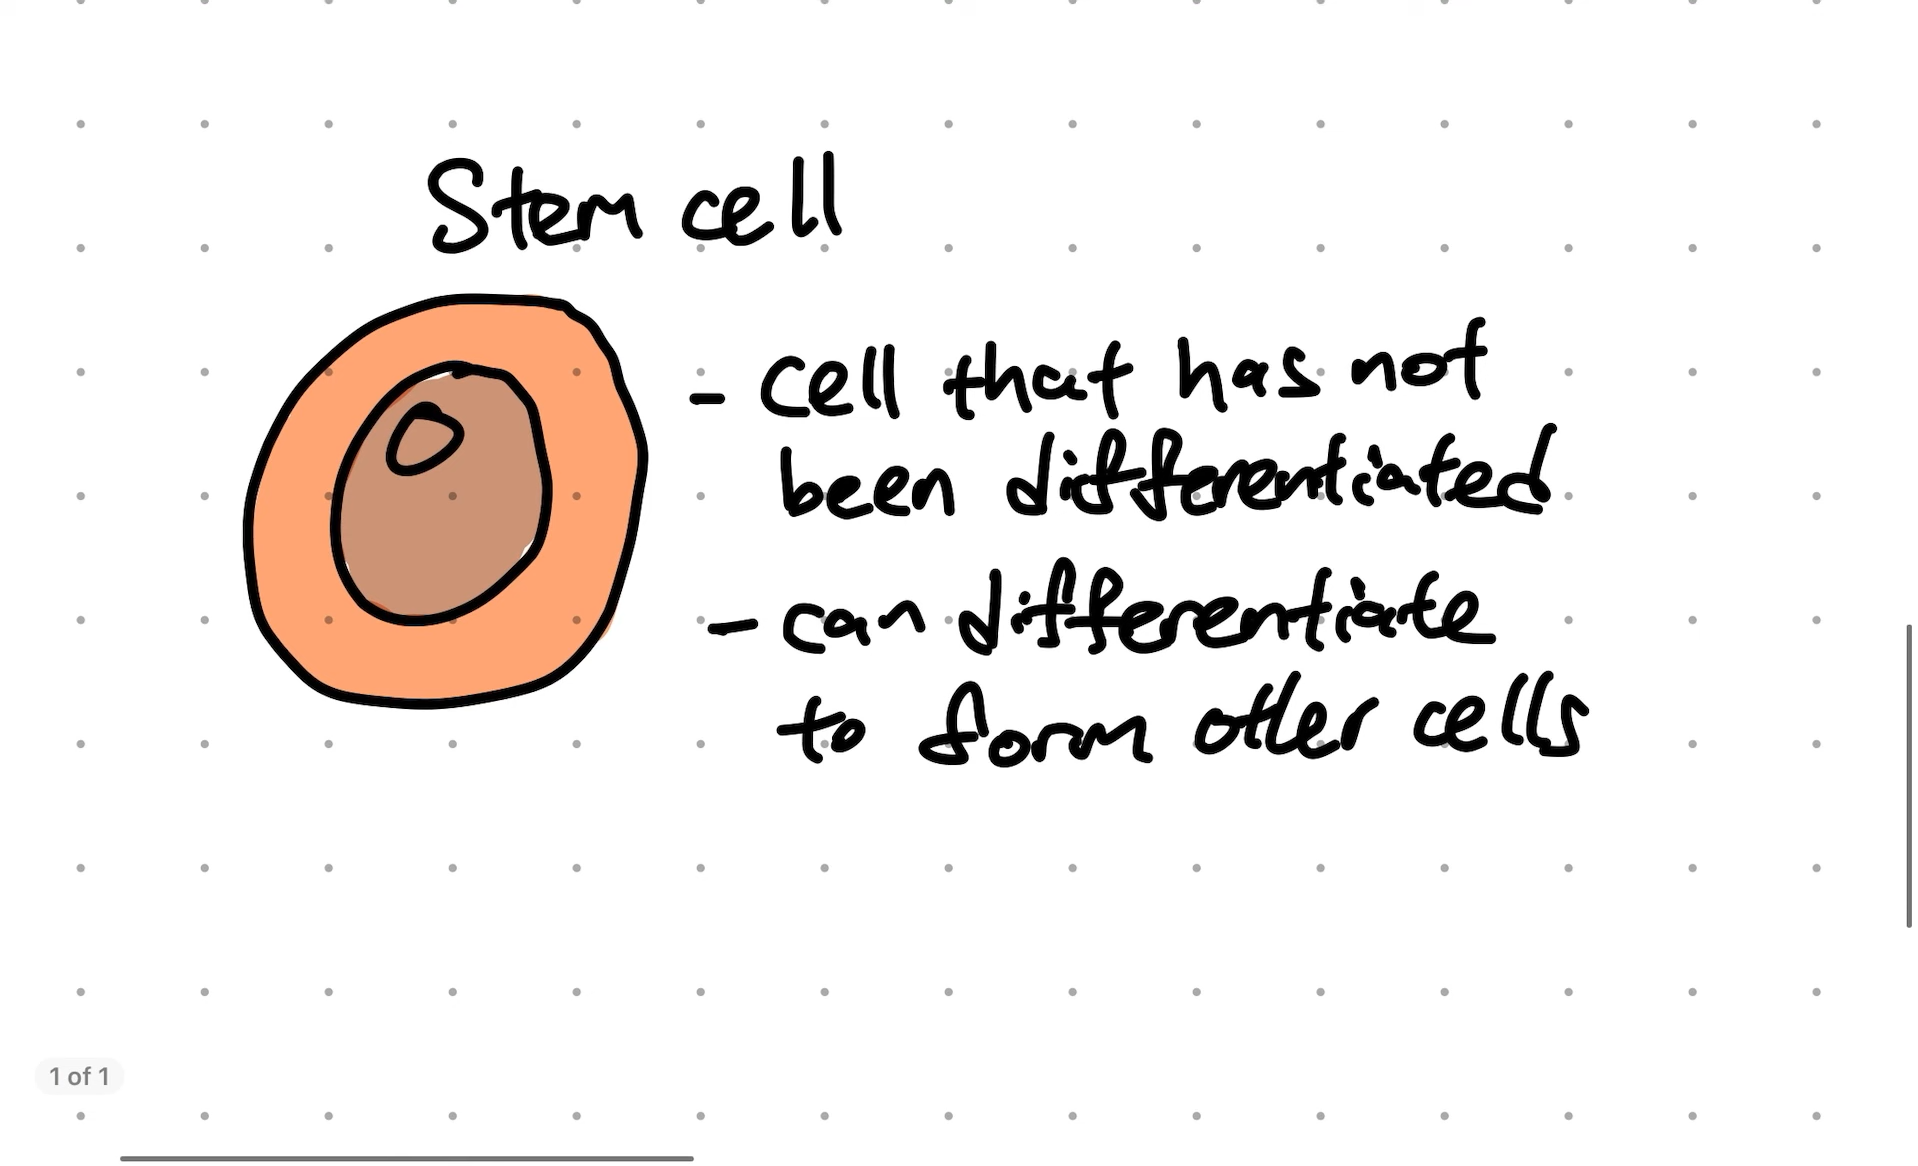 Stem cell
- cell that has not
been differentiated
- can differentiate
to form other cells
1 of 1